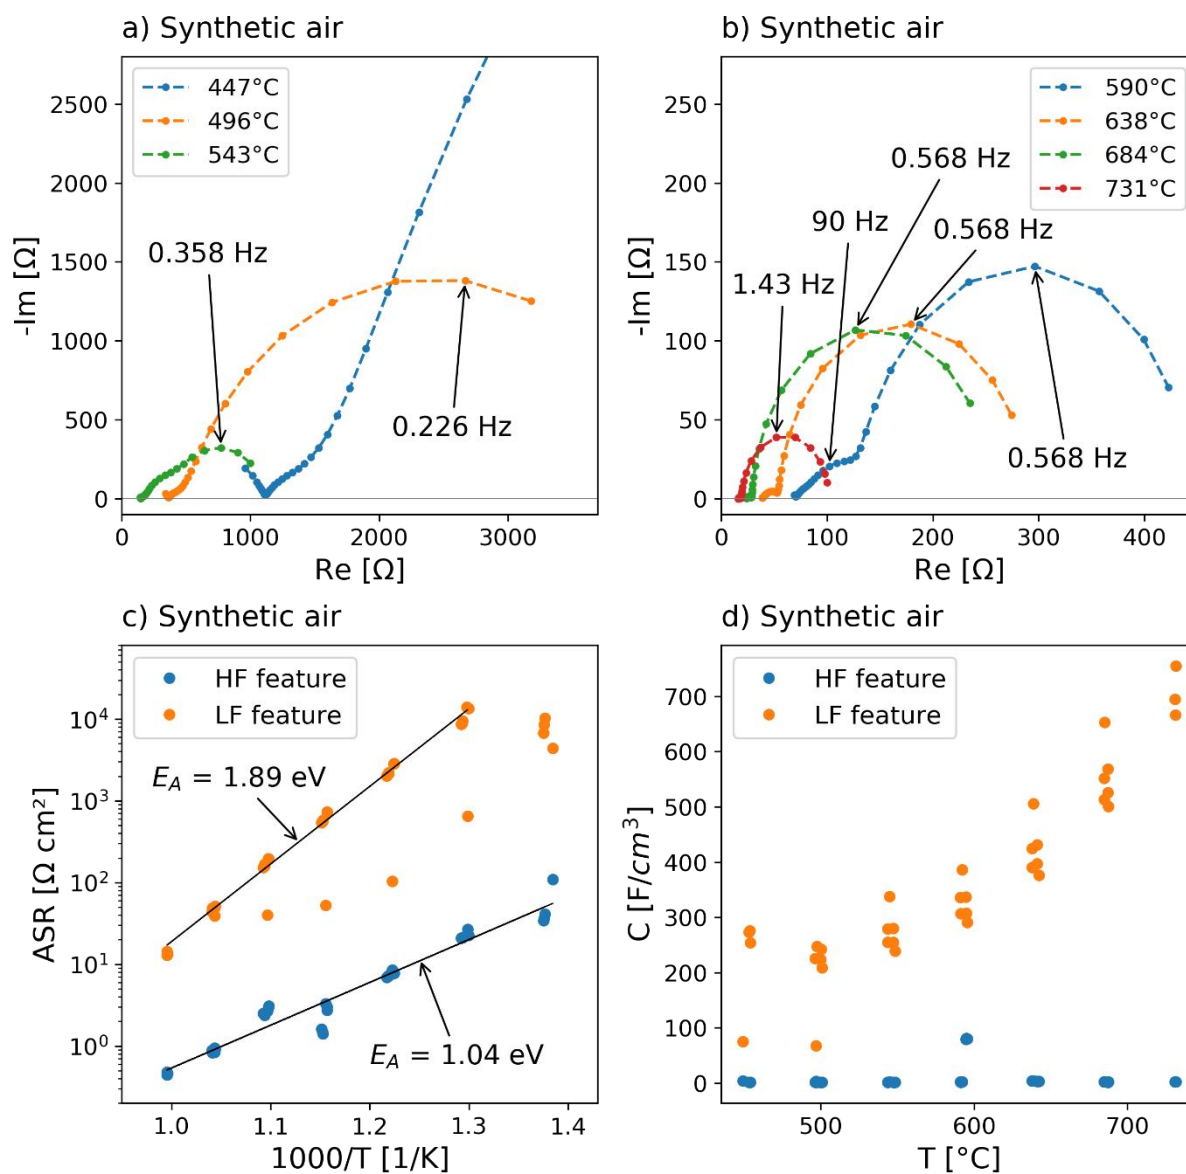 a) Synthetic air
b) Synthetic air
447°C
496°C
543°C
590°C
638°C
684°C
731°C
2500
2000
1500
1000
500
0
-Im [Ω]
0.358 Hz
0.226 Hz
0
1000
2000
3000
Re [Ω]
250
200
150
100
50
0
-Im [Ω]
0.568 Hz
90 Hz
0.568 Hz
1.43 Hz
0.568 Hz
0
100
200
300
400
Re [Ω]
c) Synthetic air
d) Synthetic air
HF feature
LF feature
10⁴
10³
10²
10¹
10⁰
ASR [Ω cm²]
E_A = 1.89 eV
E_A = 1.04 eV
1.0
1.1
1.2
1.3
1.4
1000/T [1/K]
HF feature
LF feature
700
600
500
400
300
200
100
0
C [F/cm³]
500
600
700
T [°C]